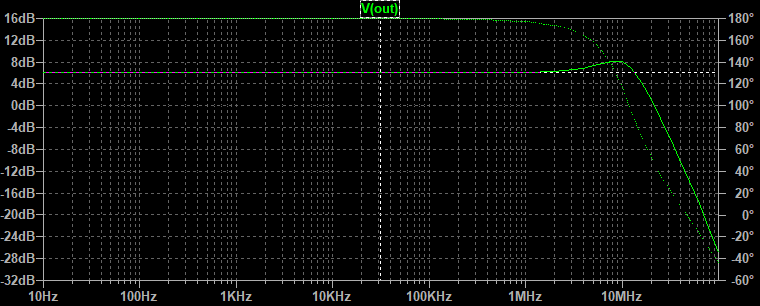 V(out)
16dB
12dB
8dB
4dB
0dB
-4dB
-8dB
-12dB
-16dB
-20dB
-24dB
-28dB
-32dB
180°
160°
140°
120°
100°
80°
60°
40°
20°
0°
-20°
-40°
-60°
10Hz
100Hz
1KHz
10KHz
100KHz
1MHz
10MHz